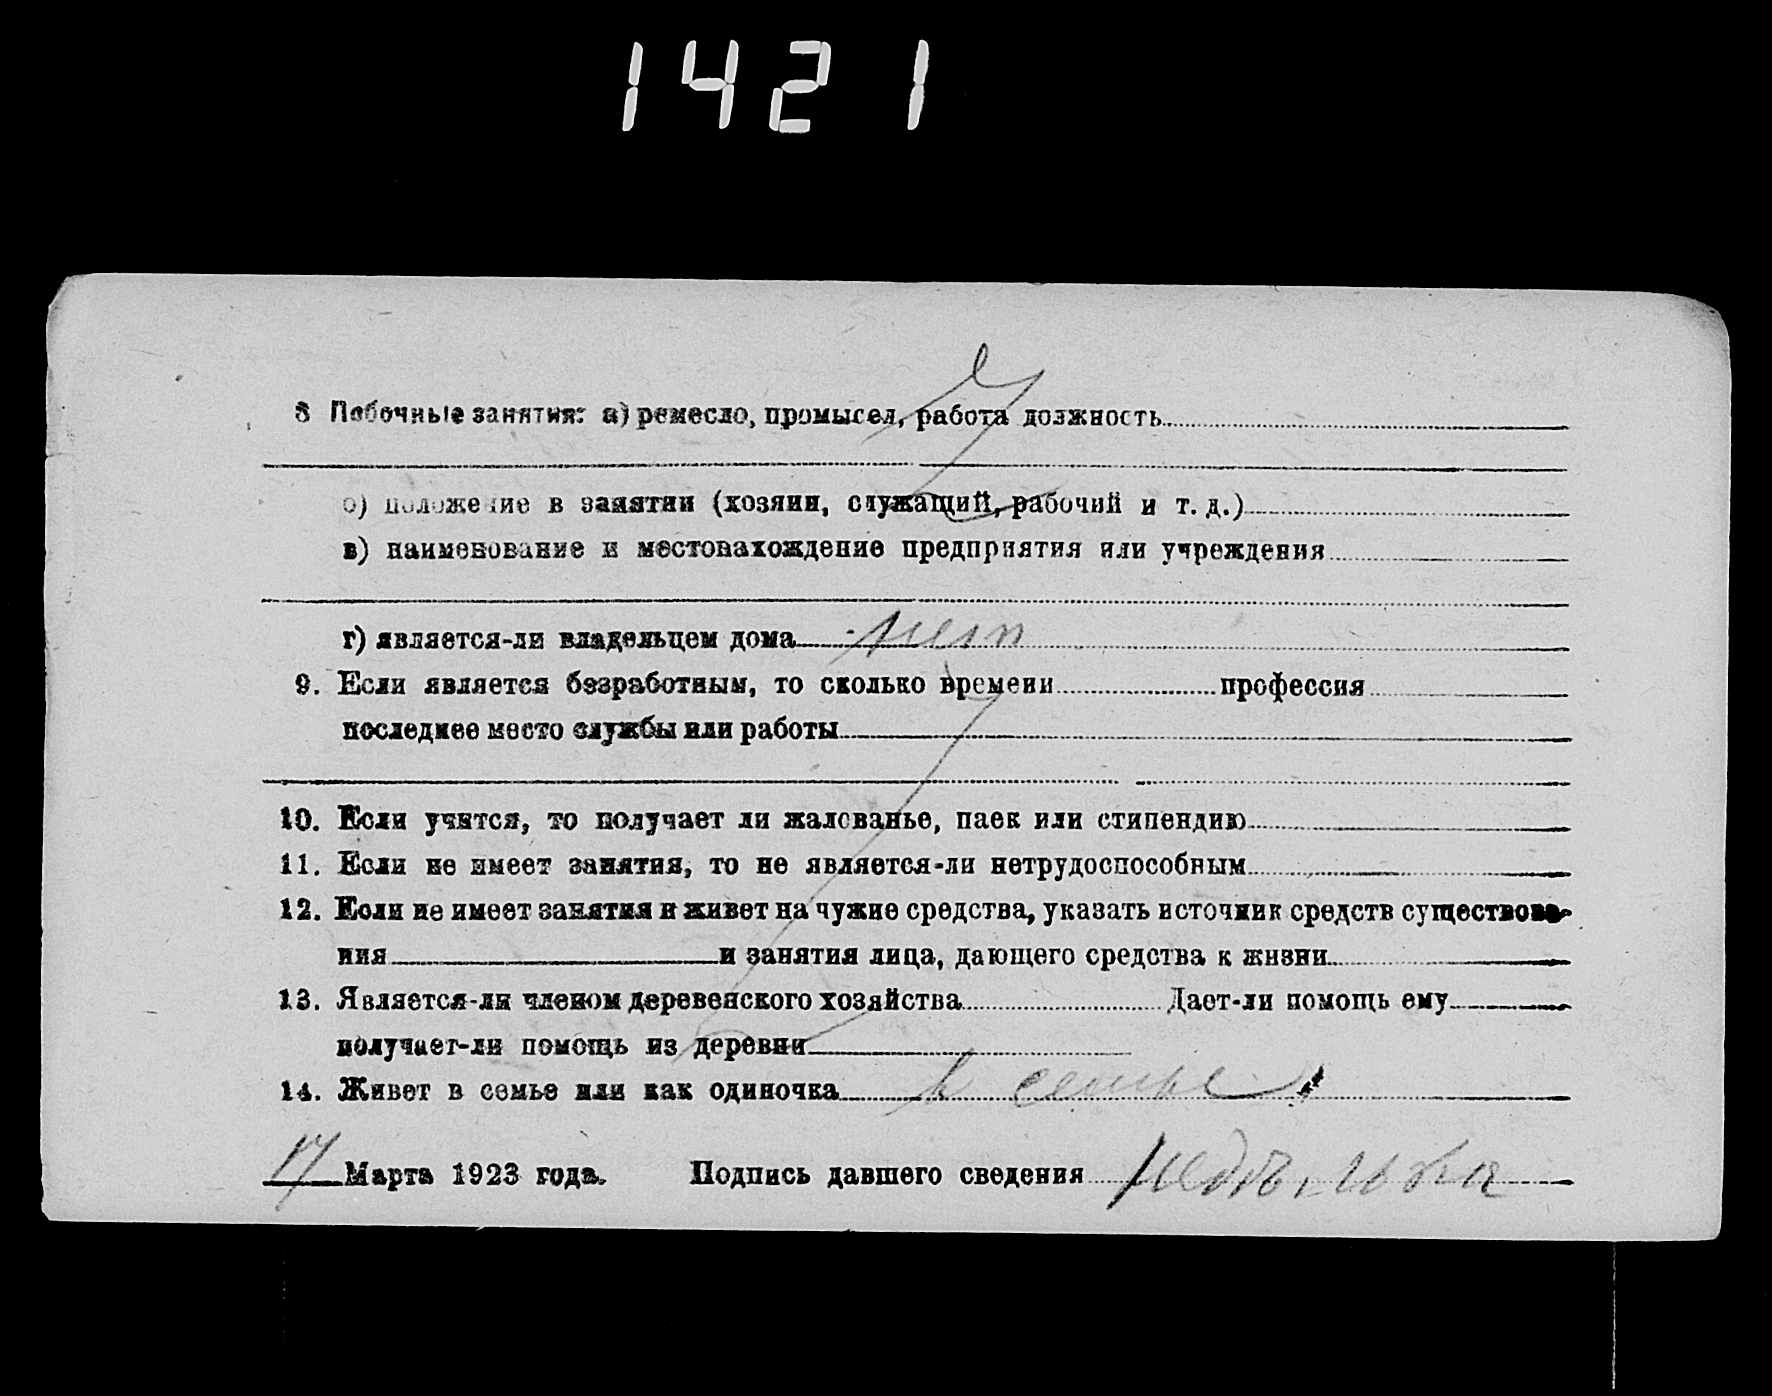 1421
8 Побочные занятия: а) ремесло, промысел, работа должность
б) положение в занятии (хозяин, служащий, рабочий и т. д.)
в) наименование и местонахождение предприятия или учреждения
г) является-ли владельцем дома нет
9. Если является безработным, то сколько времени профессия
последнее место службы или работы
10. Если учится, то получает ли жалованье, паек или стипендию
11. Если не имеет занятия, то не является-ли нетрудоспособным
12. Если не имеет занятия и живет на чужие средства, указать источник средств существова-
ния и занятия лица, дающего средства к жизни
13. Является-ли членом деревенского хозяйства Дает-ли помощь ему
получает-ли помощь из деревни
14. Живет в семье или как одиночка в семье
17 Марта 1923 года. Подпись давшего сведения